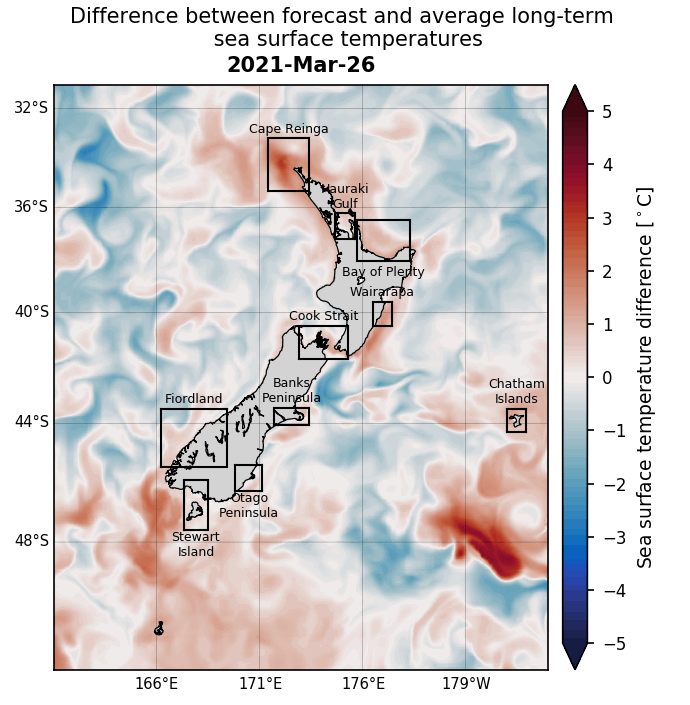 Difference between forecast and average long-term
sea surface temperatures
2021-Mar-26
32°S
36°S
40°S
44°S
48°S
166°E
171°E
176°E
179°W
Cape Reinga
Hauraki
Gulf
Bay of Plenty
Wairarapa
Cook Strait
Banks
Peninsula
Fiordland
Chatham
Islands
Otago
Peninsula
Stewart
Island
5
4
3
2
1
0
−1
−2
−3
−4
−5
Sea surface temperature difference [°C]